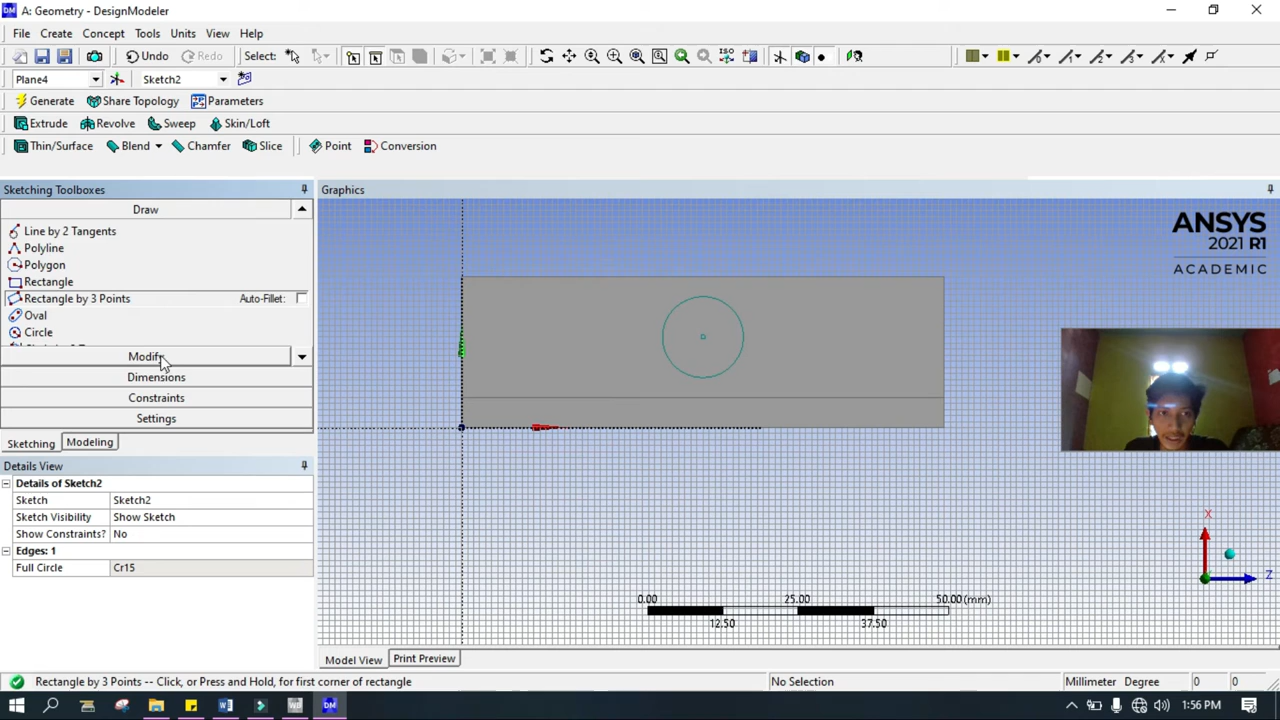 A: Geometry - DesignModeler
File Create Concept Tools Units View Help
Undo Redo Select: ISO
Plane4 Sketch2
Generate Share Topology Parameters
Extrude Revolve Sweep Skin/Loft
Thin/Surface Blend Chamfer Slice Point Conversion
Sketching Toolboxes
Draw
Line by 2 Tangents
Polyline
Polygon
Rectangle
Rectangle by 3 Points Auto-Fillet:
Oval
Circle
Modify
Dimensions
Constraints
Settings
Sketching Modeling
Details View
Details of Sketch2
Sketch Sketch2
Sketch Visibility Show Sketch
Show Constraints? No
Edges: 1
Full Circle Cr15
Graphics
ANSYS
2021 R1
ACADEMIC
X
Z
0.00 25.00 50.00 (mm)
12.50 37.50
Model View Print Preview
Rectangle by 3 Points -- Click, or Press and Hold, for first corner of rectangle No Selection Millimeter Degree 0 0
DM 1:56 PM